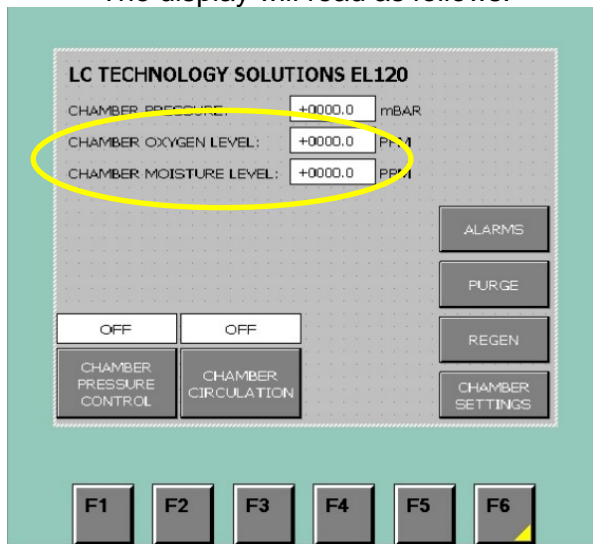 The display will read as follows:
LC TECHNOLOGY SOLUTIONS EL120
CHAMBER PRESSURE: +0000.0 mBAR
CHAMBER OXYGEN LEVEL: +0000.0 PPM
CHAMBER MOISTURE LEVEL: +0000.0 PPM
ALARMS
PURGE
OFF OFF
REGEN
CHAMBER PRESSURE CONTROL
CHAMBER CIRCULATION
CHAMBER SETTINGS
F1 F2 F3 F4 F5 F6